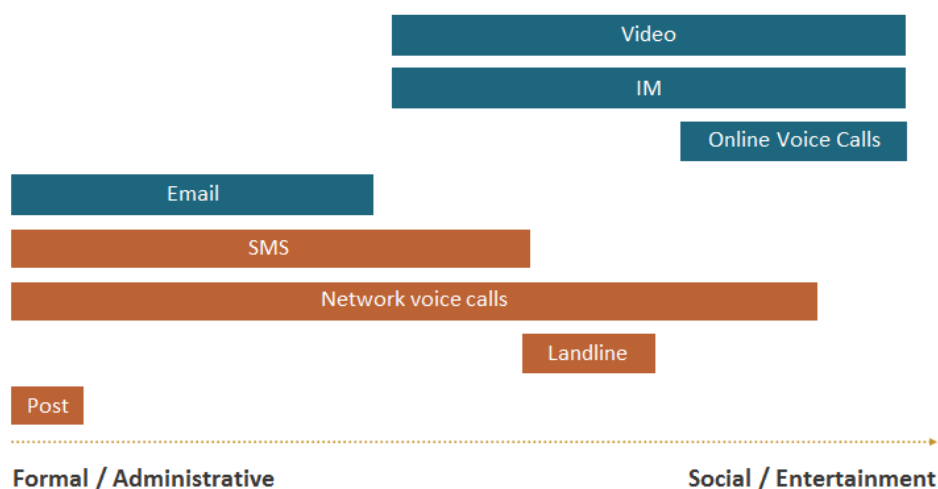 Video
IM
Online Voice Calls
Email
SMS
Network voice calls
Landline
Post
Formal / Administrative
Social / Entertainment